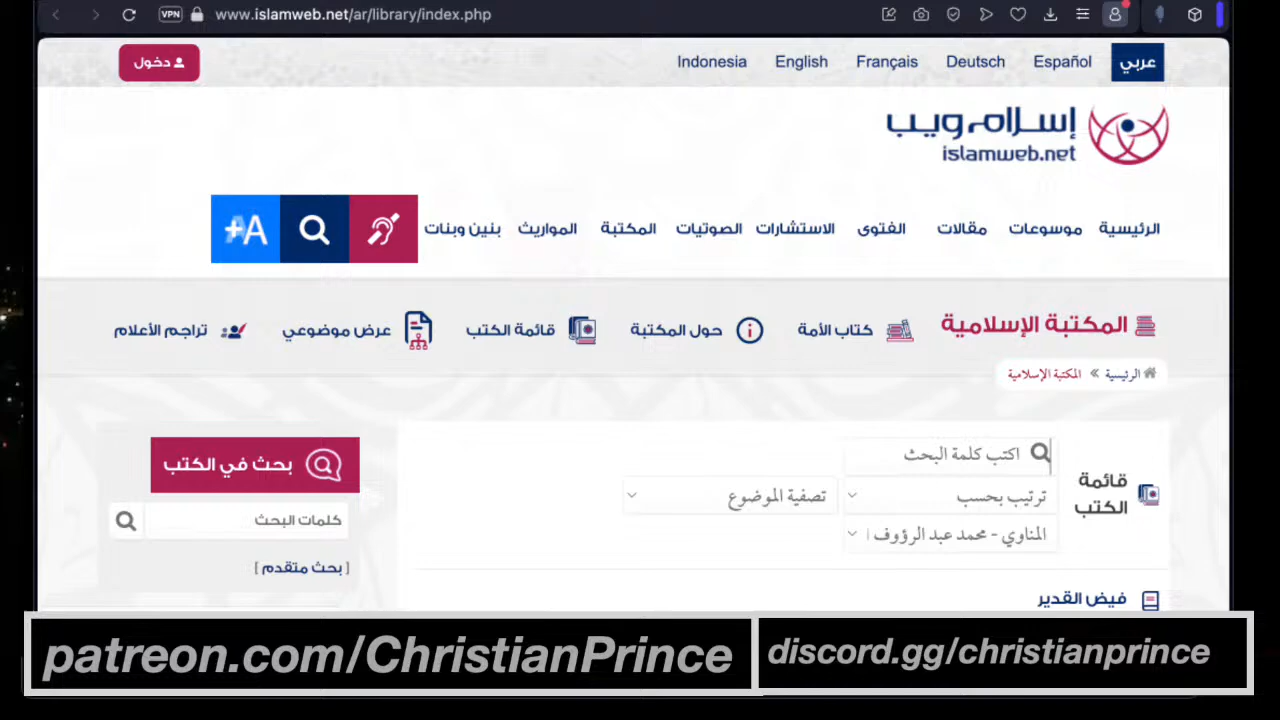 VPN www.islamweb.net/ar/library/index.php
دخول
Indonesia English Français Deutsch Español عربي
إسلام ويب
islamweb.net
+A
الرئيسية موسوعات مقالات الفتوى الاستشارات الصوتيات المكتبة المواريث بنين وبنات
المكتبة الإسلامية كتاب الأمة حول المكتبة قائمة الكتب عرض موضوعي تراجم الأعلام
الرئيسية » المكتبة الإسلامية
قائمة الكتب
اكتب كلمة البحث
ترتيب بحسب تصفية الموضوع
المناوي - محمد عبد الرؤوف ا
فيض القدير
بحث في الكتب
كلمات البحث
[ بحث متقدم ]
patreon.com/ChristianPrince
discord.gg/christianprince